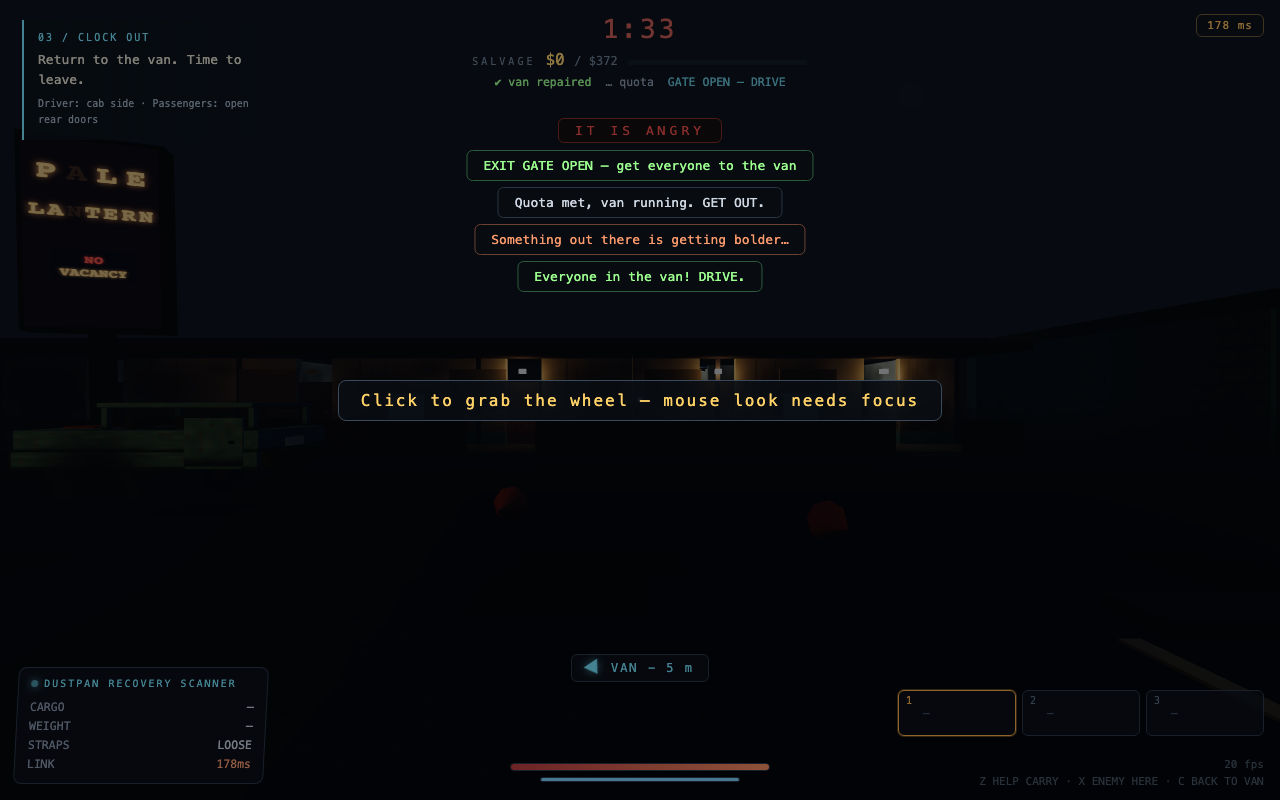 03 / CLOCK OUT
Return to the van. Time to
leave.
Driver: cab side · Passengers: open
rear doors
1:33
SALVAGE $0 / $372
✔ van repaired … quota GATE OPEN — DRIVE
178 ms
IT IS ANGRY
EXIT GATE OPEN — get everyone to the van
Quota met, van running. GET OUT.
Something out there is getting bolder…
Everyone in the van! DRIVE.
PALE
LANTERN
NO
VACANCY
Click to grab the wheel — mouse look needs focus
VAN — 5 m
DUSTPAN RECOVERY SCANNER
CARGO —
WEIGHT —
STRAPS LOOSE
LINK 178ms
1 —
2 —
3 —
20 fps
Z HELP CARRY · X ENEMY HERE · C BACK TO VAN